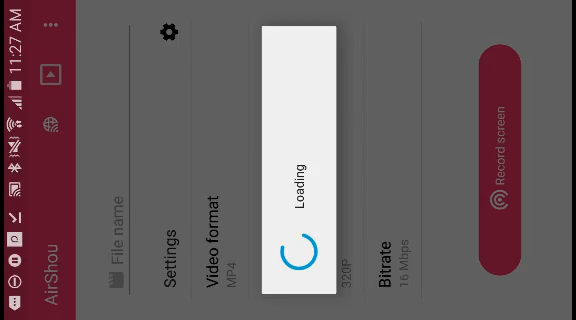 11:27 AM
AirShou
File name
Settings
Video format
MP4
Loading
320P
Bitrate
16 Mbps
Record screen